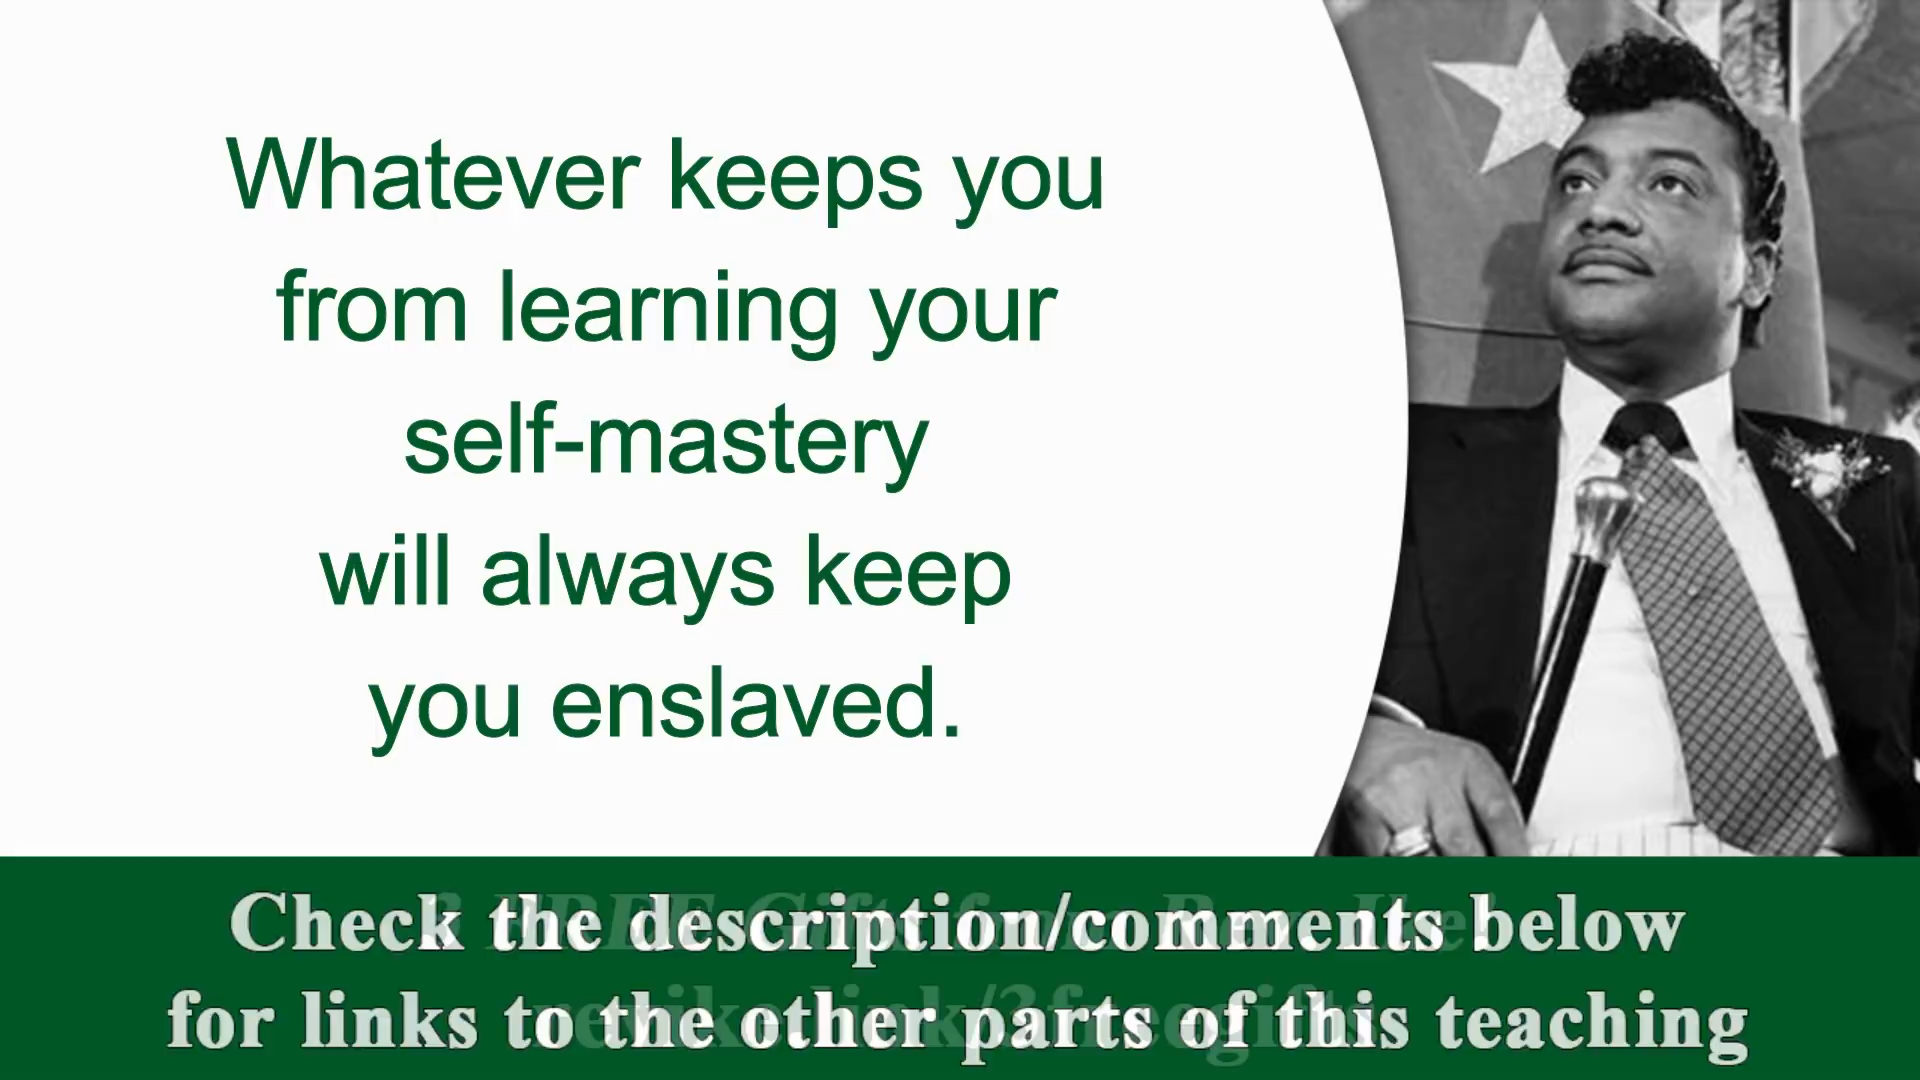 Whatever keeps you
from learning your
self-mastery
will always keep
you enslaved.
Check the description/comments below
for links to the other parts of this teaching